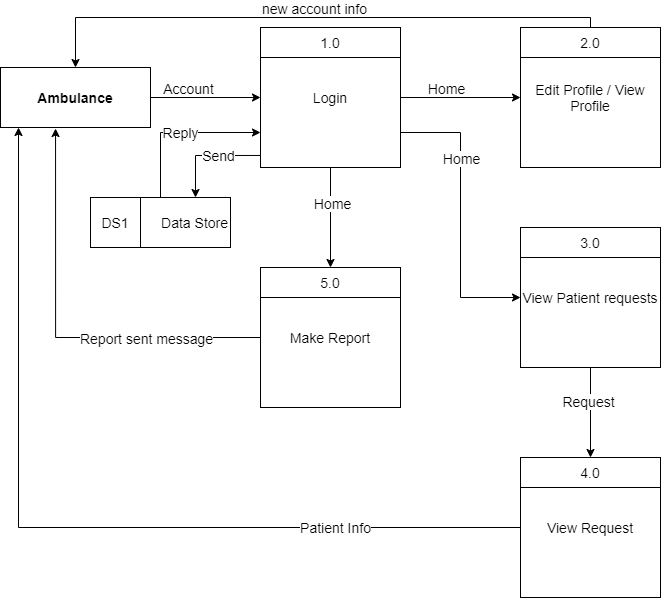 new account info
1.0
2.0
Ambulance
Account
Login
Home
Edit Profile / View
Profile
Reply
Send
Home
DS1
Data Store
Home
3.0
5.0
View Patient requests
Report sent message
Make Report
Request
4.0
Patient Info
View Request